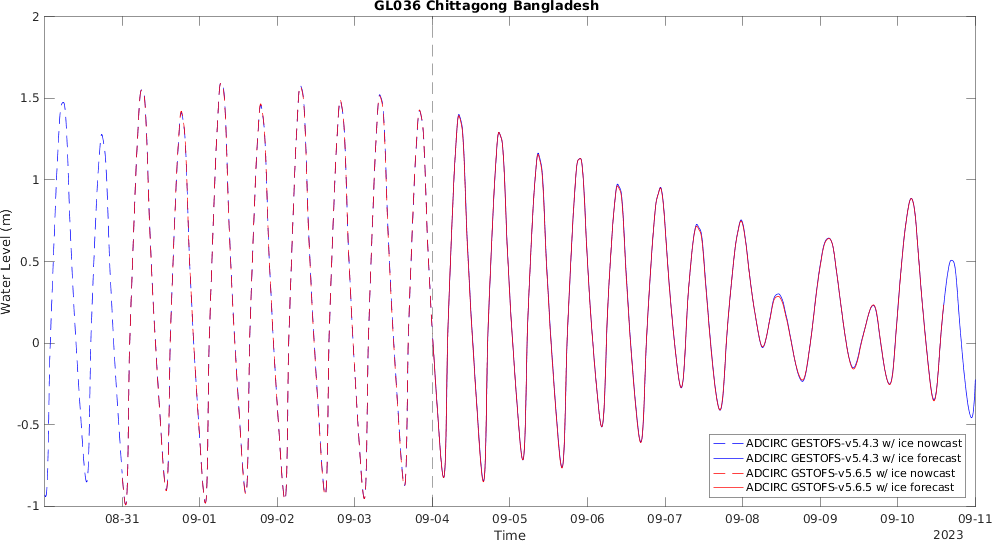 GL036 Chittagong Bangladesh
2
1.5
1
0.5
0
-0.5
-1
Water Level (m)
08-31
09-01
09-02
09-03
09-04
09-05
09-06
09-07
09-08
09-09
09-10
09-11
Time
2023
ADCIRC GESTOFS-v5.4.3 w/ ice nowcast
ADCIRC GESTOFS-v5.4.3 w/ ice forecast
ADCIRC GSTOFS-v5.6.5 w/ ice nowcast
ADCIRC GSTOFS-v5.6.5 w/ ice forecast